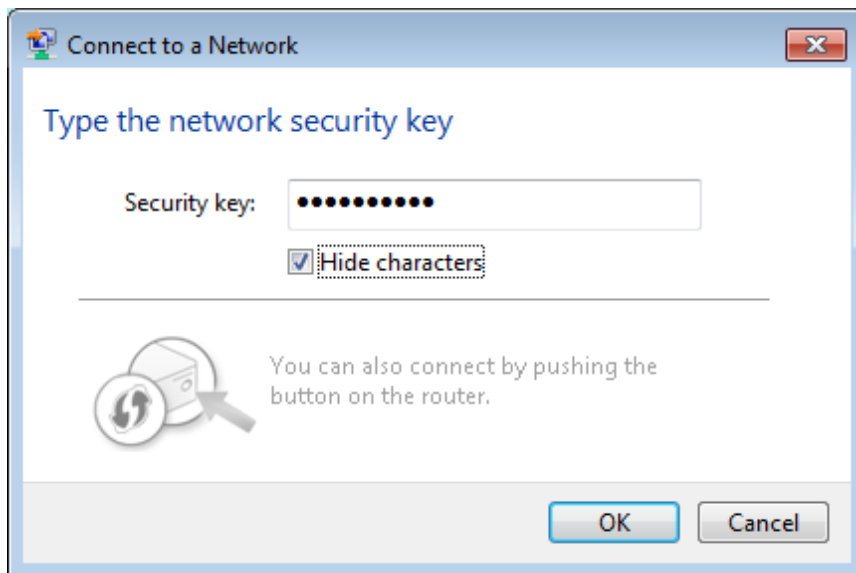 Connect to a Network
Type the network security key
Security key: ••••••••••
Hide characters
You can also connect by pushing the
button on the router.
OK Cancel